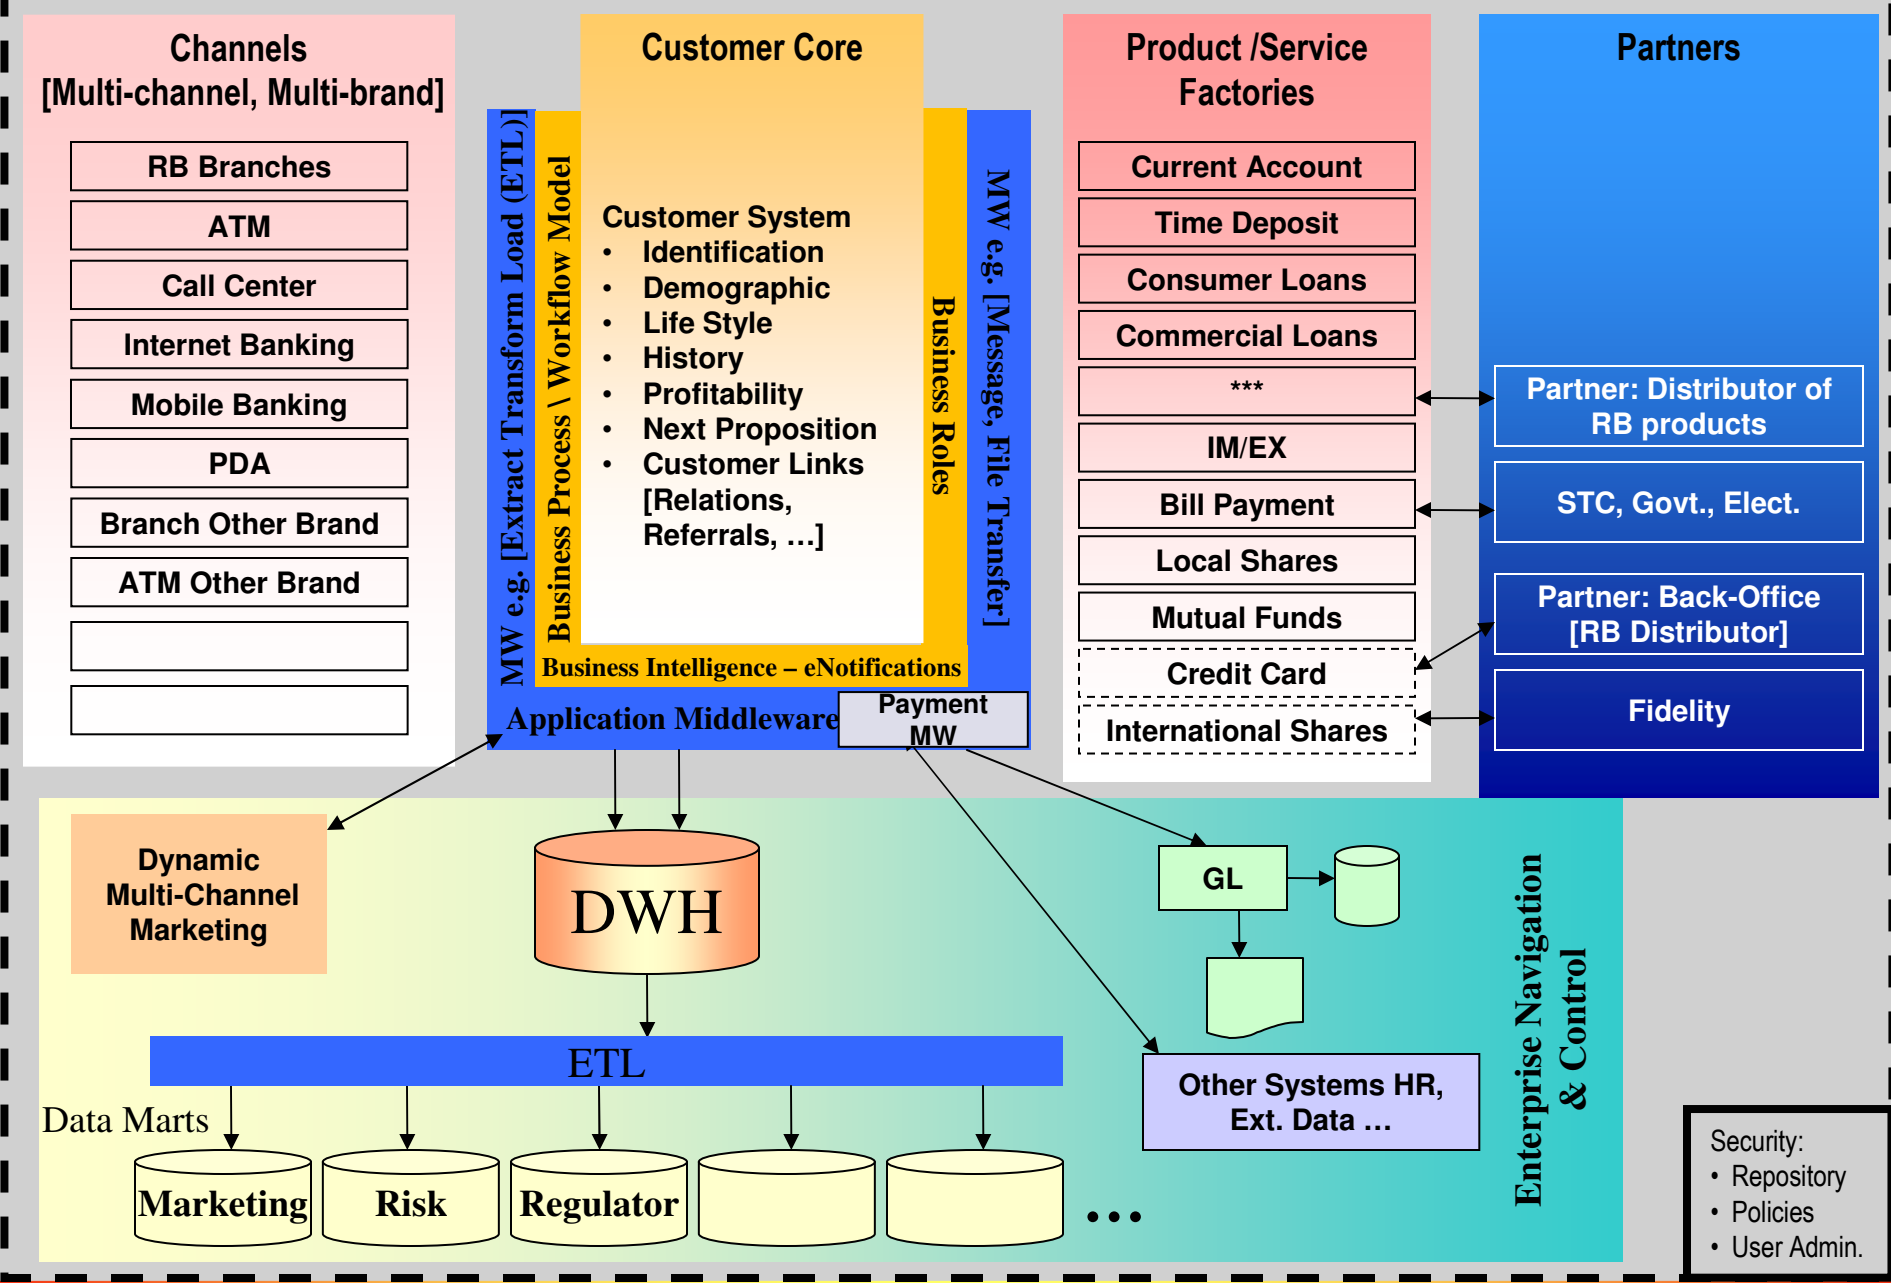 Channels
[Multi-channel, Multi-brand]
RB Branches
ATM
Call Center
Internet Banking
Mobile Banking
PDA
Branch Other Brand
ATM Other Brand
Customer Core
MW e.g. [Extract Transform Load (ETL)]
Business Process \ Workflow Model
Customer System
• Identification
• Demographic
• Life Style
• History
• Profitability
• Next Proposition
• Customer Links
[Relations,
Referrals, …]
Business Roles
MW e.g. [Message, File Transfer]
Business Intelligence – eNotifications
Application Middleware
Payment
MW
Product /Service
Factories
Current Account
Time Deposit
Consumer Loans
Commercial Loans
***
IM/EX
Bill Payment
Local Shares
Mutual Funds
Credit Card
International Shares
Partners
Partner: Distributor of
RB products
STC, Govt., Elect.
Partner: Back-Office
[RB Distributor]
Fidelity
Dynamic
Multi-Channel
Marketing
DWH
GL
ETL
Data Marts
Marketing
Risk
Regulator
…
Other Systems HR,
Ext. Data …
Enterprise Navigation
& Control
Security:
• Repository
• Policies
• User Admin.